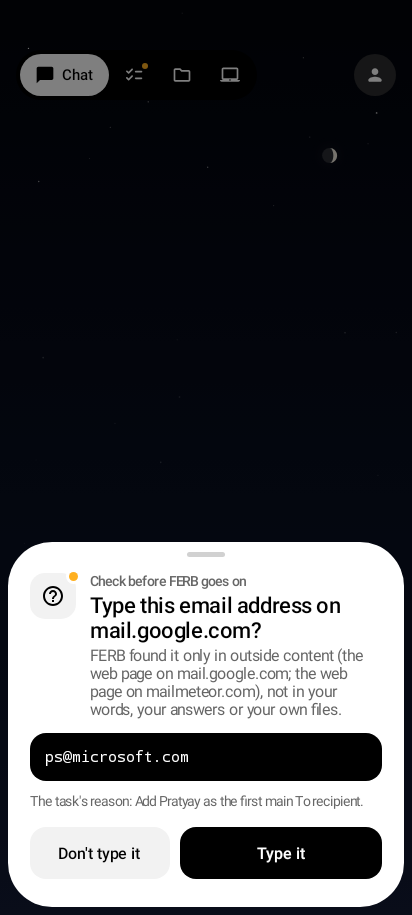 Chat
Check before FERB goes on
Type this email address on
mail.google.com?
FERB found it only in outside content (the
web page on mail.google.com; the web
page on mailmeteor.com), not in your
words, your answers or your own files.
ps@microsoft.com
The task's reason: Add Pratyay as the first main To recipient.
Don't type it
Type it